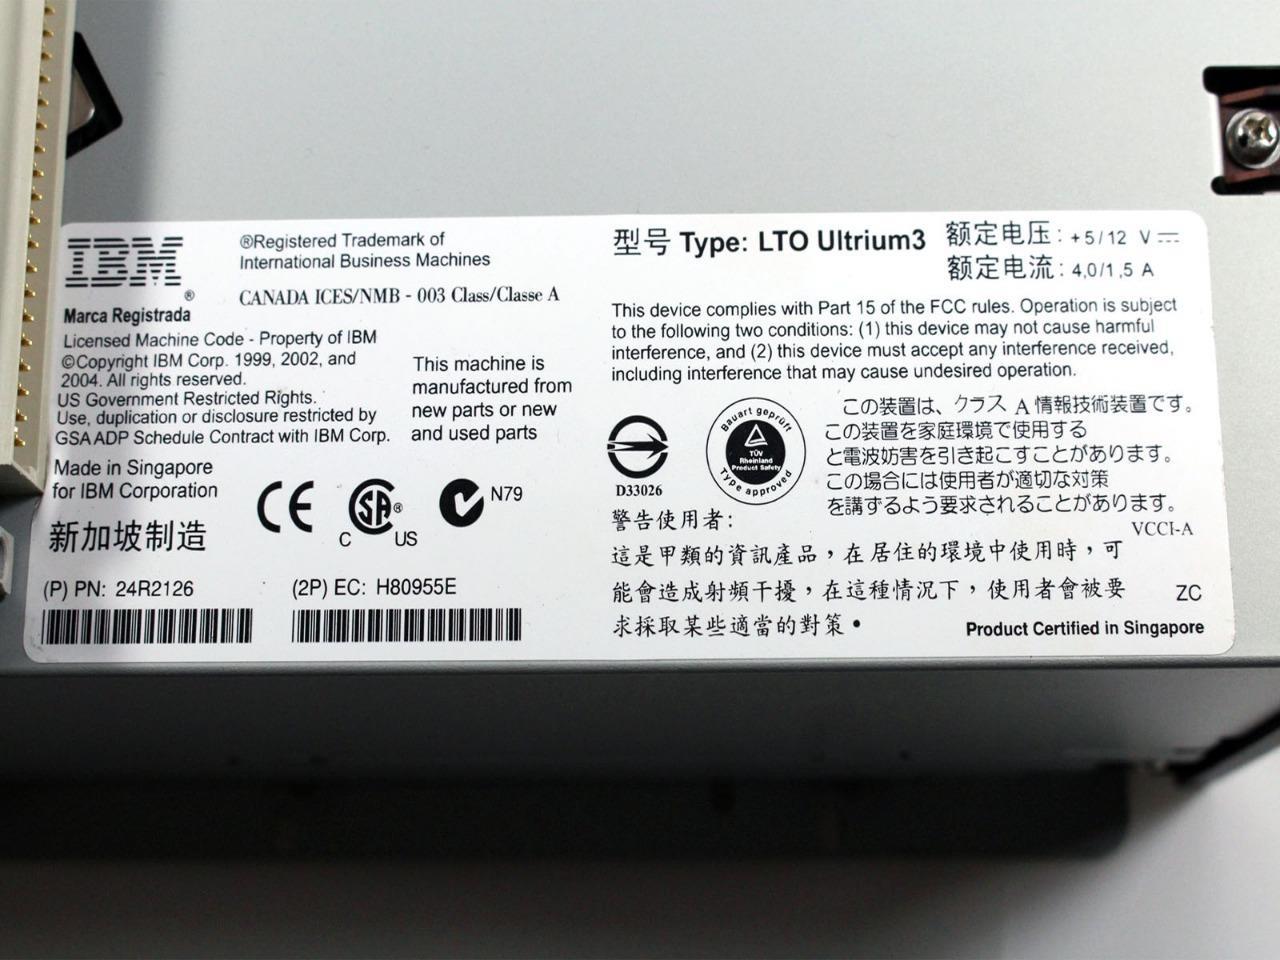 IBM®
Marca Registrada
®Registered Trademark of
International Business Machines
CANADA ICES/NMB - 003 Class/Classe A
Licensed Machine Code - Property of IBM
©Copyright IBM Corp. 1999, 2002, and
2004. All rights reserved.
US Government Restricted Rights.
Use, duplication or disclosure restricted by
GSA ADP Schedule Contract with IBM Corp.
This machine is
manufactured from
new parts or new
and used parts
Made in Singapore
for IBM Corporation
新加坡制造
CE
C SA® US
N79
(P) PN: 24R2126
(2P) EC: H80955E
型号 Type: LTO Ultrium3
额定电压: +5/12 V
额定电流: 4,0/1,5 A
This device complies with Part 15 of the FCC rules. Operation is subject
to the following two conditions: (1) this device may not cause harmful
interference, and (2) this device must accept any interference received,
including interference that may cause undesired operation.
D33026
Bauart geprüft
TÜV
Rheinland
Product Safety
Type approved
この装置は、クラス A 情報技術装置です。
この装置を家庭環境で使用する
と電波妨害を引き起こすことがあります。
この場合には使用者が適切な対策
を講ずるよう要求されることがあります。
VCCI-A
警告使用者:
這是甲類的資訊產品，在居住的環境中使用時，可
能會造成射頻干擾，在這種情況下，使用者會被要
求採取某些適當的對策•
ZC
Product Certified in Singapore